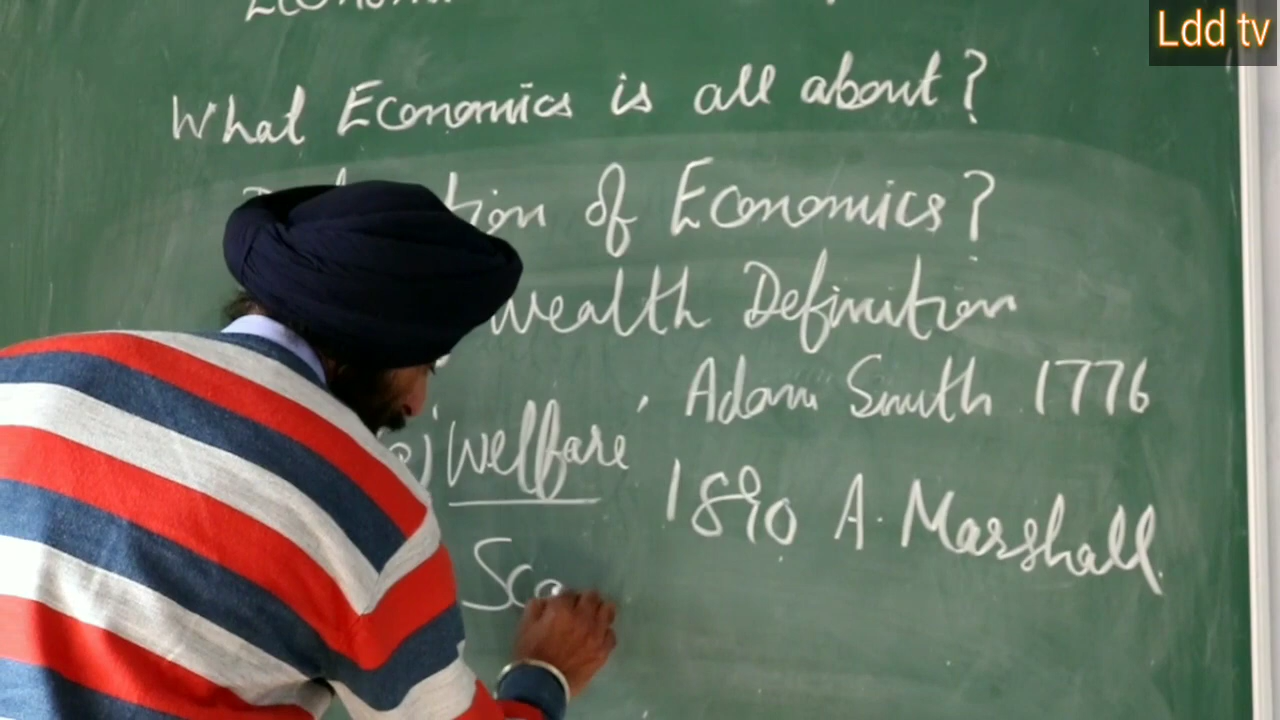 Ldd tv
What Economics is all about?
of Economics?
Wealth Definition
Adam Smith 1776
Welfare,
1890 A. Marshall